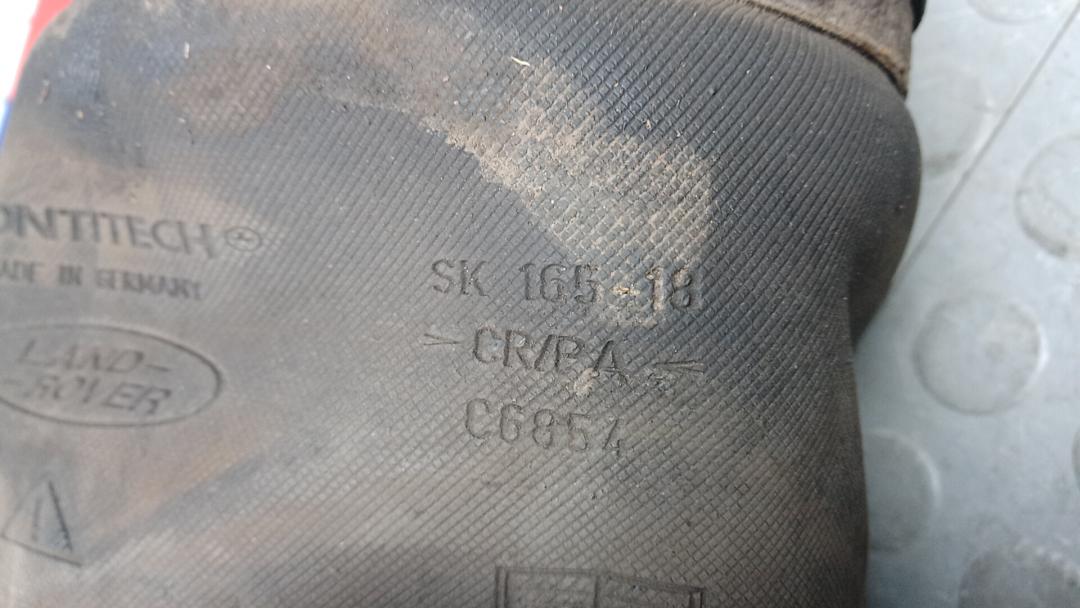 ONTITECH
ADE IN GERMANY
LAND-
-ROVER
SK 165-18
>CR/PA<
C6854